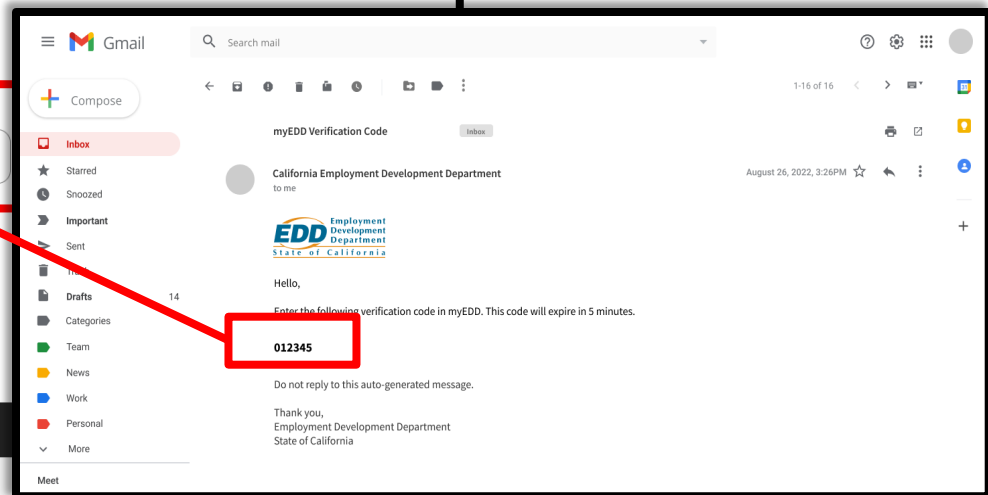 Gmail
Search mail
Compose
1-16 of 16
31
myEDD Verification Code
Inbox
Inbox
Starred
California Employment Development Department
August 26, 2022, 3:26PM
to me
Snoozed
Important
Sent
Employment
EDD Development
Department
State of California
Hello,
Drafts 14
Enter the following verification code in myEDD. This code will expire in 5 minutes.
Categories
Team
012345
News
Do not reply to this auto-generated message.
Work
Thank you,
Personal
Employment Development Department
State of California
More
Meet